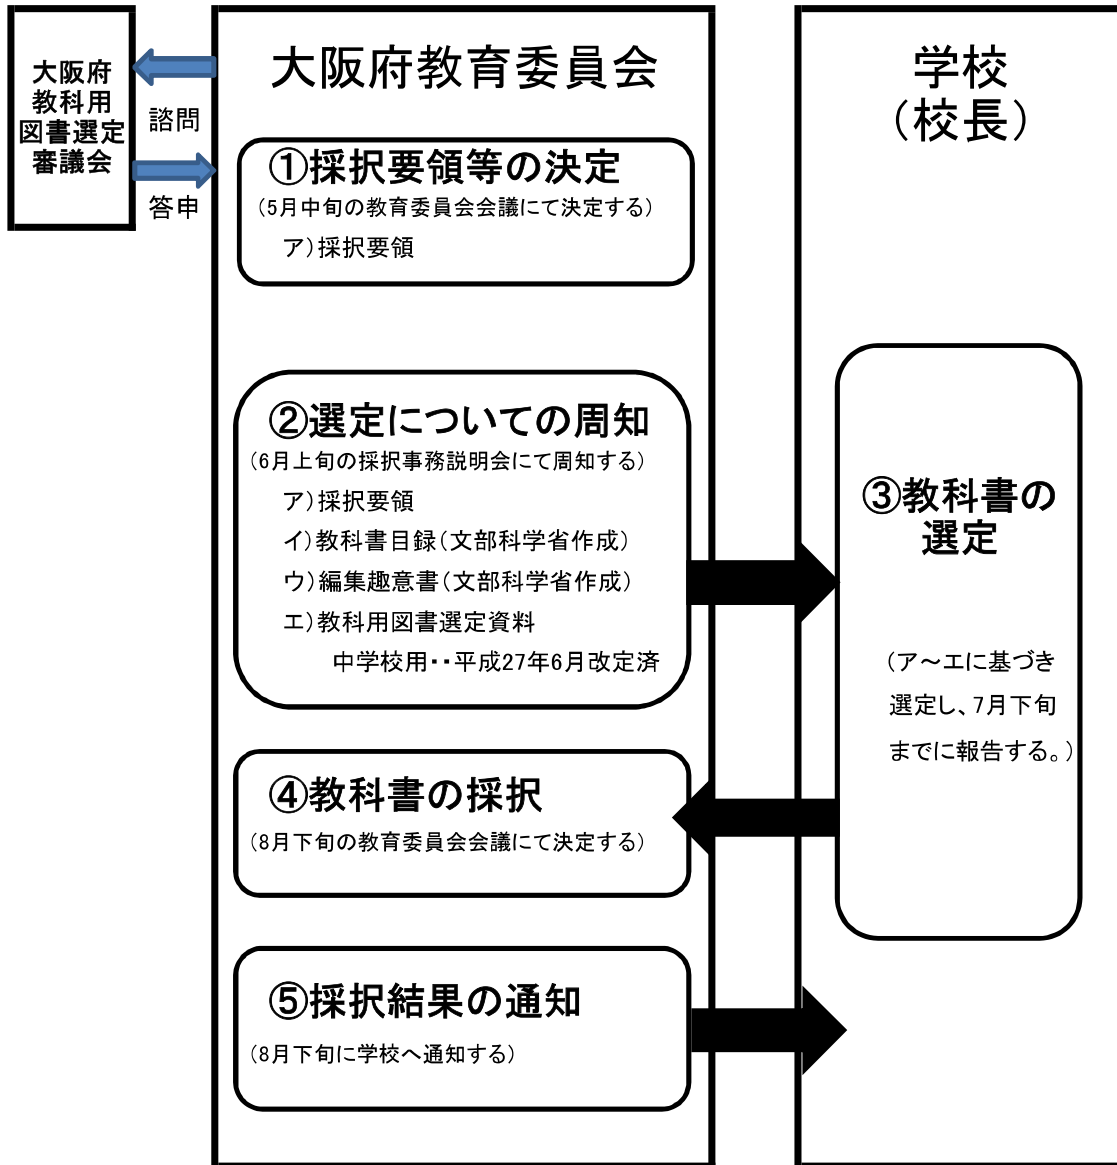 大阪府
教科用
図書選定
審議会
諮問
答申
大阪府教育委員会
①採択要領等の決定
(5月中旬の教育委員会会議にて決定する)
ア)採択要領
②選定についての周知
(6月上旬の採択事務説明会にて周知する)
ア)採択要領
イ)教科書目録(文部科学省作成)
ウ)編集趣意書(文部科学省作成)
エ)教科用図書選定資料
中学校用・・平成27年6月改定済
④教科書の採択
(8月下旬の教育委員会会議にて決定する)
⑤採択結果の通知
(8月下旬に学校へ通知する)
学校
(校長)
③教科書の
選定
(ア~エに基づき
選定し、7月下旬
までに報告する。)